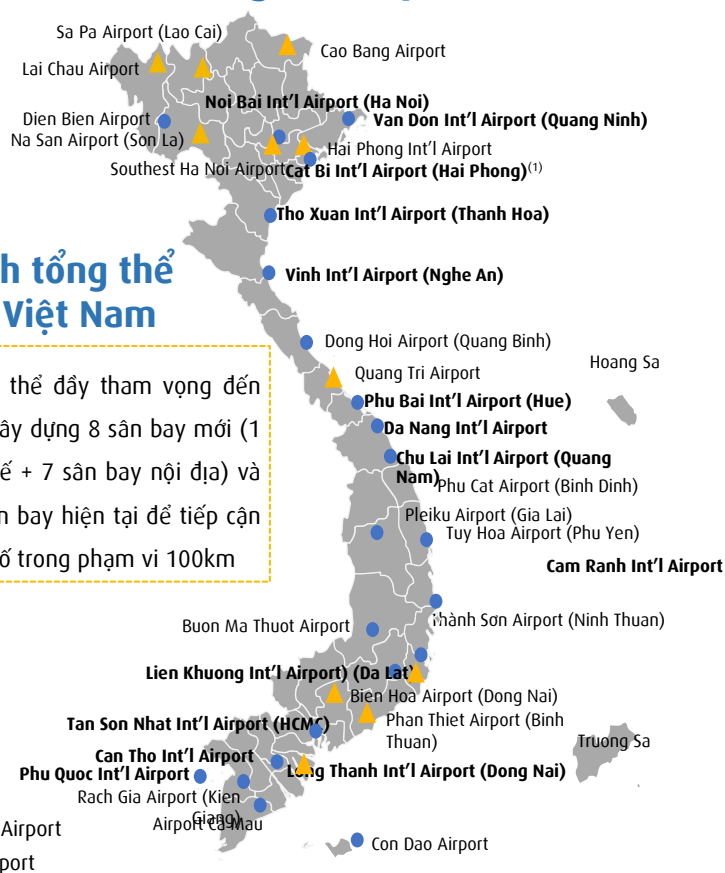 Sa Pa Airport (Lao Cai)
Cao Bang Airport
Lai Chau Airport
Noi Bai Int'l Airport (Ha Noi)
Dien Bien Airport
Van Don Int'l Airport (Quang Ninh)
Na San Airport (Son La)
Hai Phong Int'l Airport
Southest Ha Noi Airport
Cat Bi Int'l Airport (Hai Phong)(1)
Tho Xuan Int'l Airport (Thanh Hoa)
h tổng thể
Việt Nam
Vinh Int'l Airport (Nghe An)
Dong Hoi Airport (Quang Binh)
Hoang Sa
Quang Tri Airport
thể đầy tham vọng đến
ây dựng 8 sân bay mới (1
ế + 7 sân bay nội địa) và
n bay hiện tại để tiếp cận
ố trong phạm vi 100km
Phu Bai Int'l Airport (Hue)
Da Nang Int'l Airport
Chu Lai Int'l Airport (Quang
Nam)
Phu Cat Airport (Binh Dinh)
Pleiku Airport (Gia Lai)
Tuy Hoa Airport (Phu Yen)
Cam Ranh Int'l Airport
Thành Sơn Airport (Ninh Thuan)
Buon Ma Thuot Airport
Lien Khuong Int'l Airport) (Da Lat)
Bien Hoa Airport (Dong Nai)
Phan Thiet Airport (Binh
Thuan)
Tan Son Nhat Int'l Airport (HCMC)
Truong Sa
Can Tho Int'l Airport
Long Thanh Int'l Airport (Dong Nai)
Phu Quoc Int'l Airport
Rach Gia Airport (Kien
Giang)
Airport Ca Mau
Con Dao Airport
Airport
port